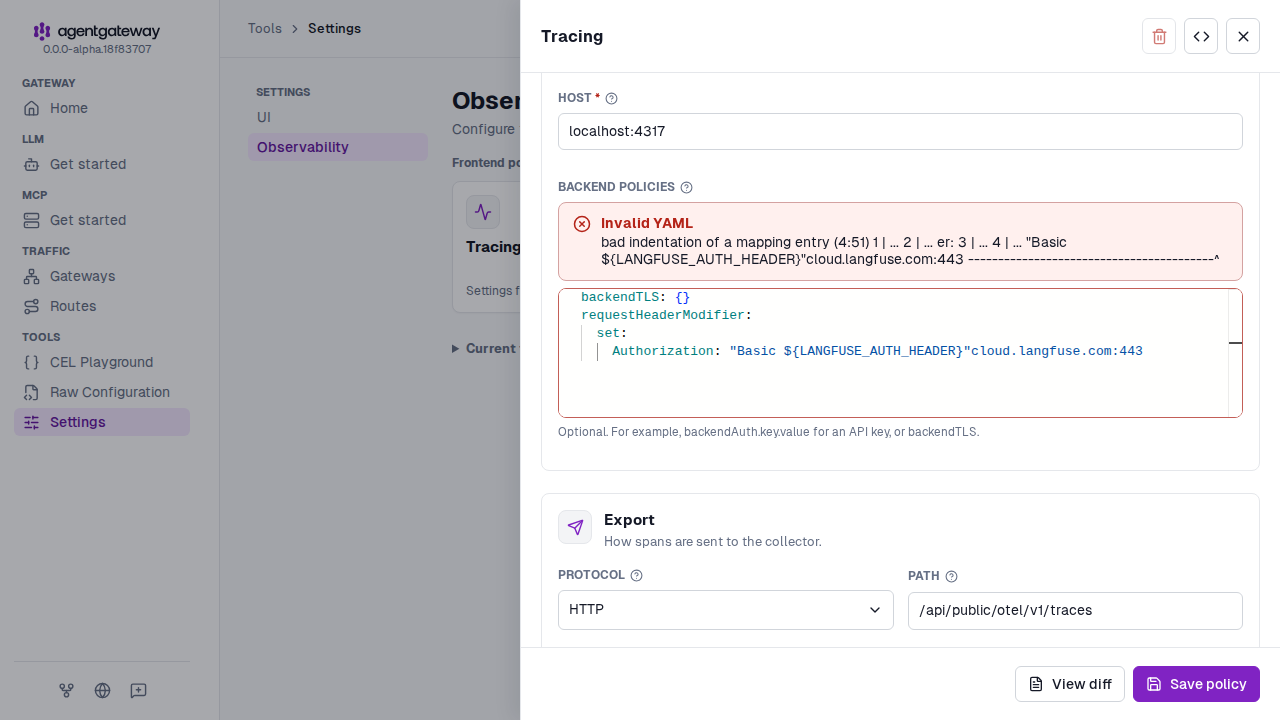 agentgateway
0.0.0-alpha.18f83707
GATEWAY
Home
LLM
Get started
MCP
Get started
TRAFFIC
Gateways
Routes
TOOLS
CEL Playground
Raw Configuration
Settings
Tools > Settings
SETTINGS
UI
Observability
Obser
Configure
Frontend po
Tracing
Settings f
Current
Tracing
HOST *
localhost:4317
BACKEND POLICIES
Invalid YAML
bad indentation of a mapping entry (4:51) 1 | ... 2 | ... er: 3 | ... 4 | ... "Basic
${LANGFUSE_AUTH_HEADER}"cloud.langfuse.com:443 -----------------------------------------^
backendTLS: {}
requestHeaderModifier:
set:
Authorization: "Basic ${LANGFUSE_AUTH_HEADER}"cloud.langfuse.com:443
Optional. For example, backendAuth.key.value for an API key, or backendTLS.
Export
How spans are sent to the collector.
PROTOCOL
HTTP
PATH
/api/public/otel/v1/traces
View diff
Save policy